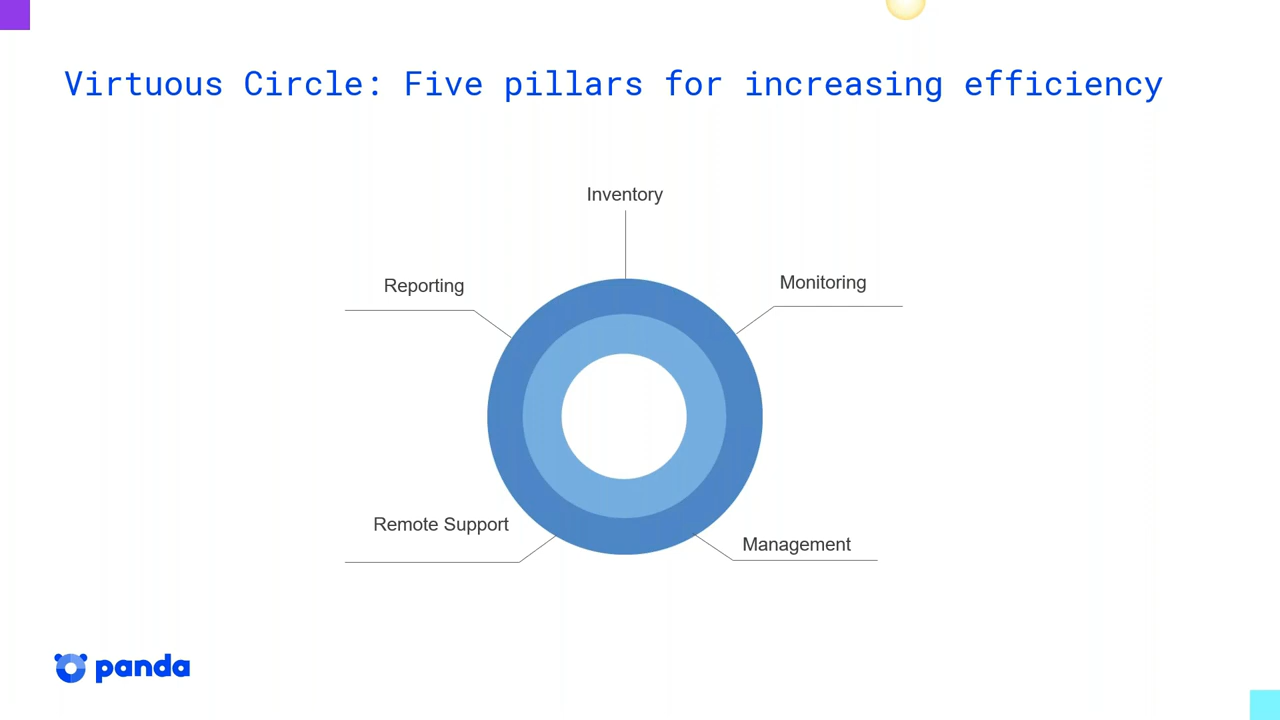 Virtuous Circle: Five pillars for increasing efficiency
Inventory
Reporting
Monitoring
Remote Support
Management
panda